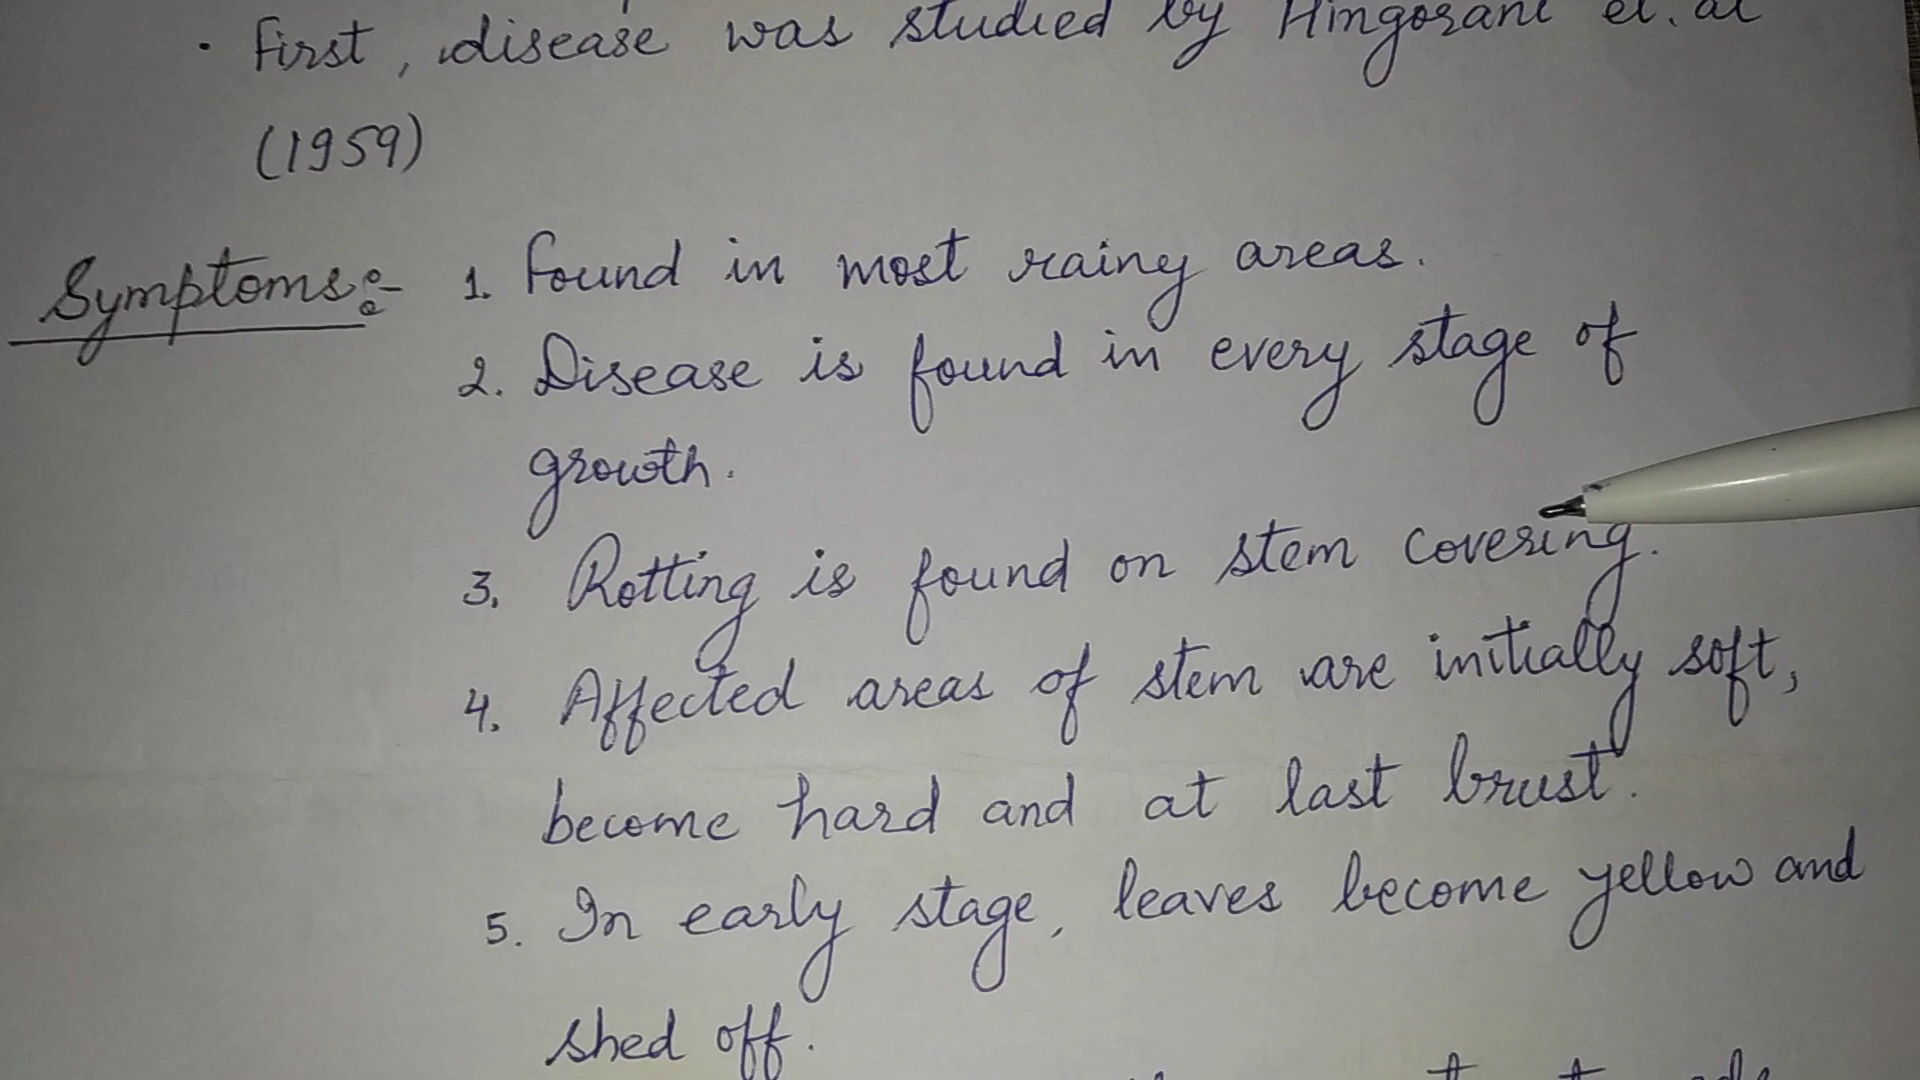 • First, disease was studied by Hingorani et. al
(1959)
Symptoms:- 1. Found in most rainy areas.
2. Disease is found in every stage of
growth.
3. Rotting is found on stem covering.
4. Affected areas of stem are initially soft,
become hard and at last brust.
5. In early stage, leaves become yellow and
shed off.